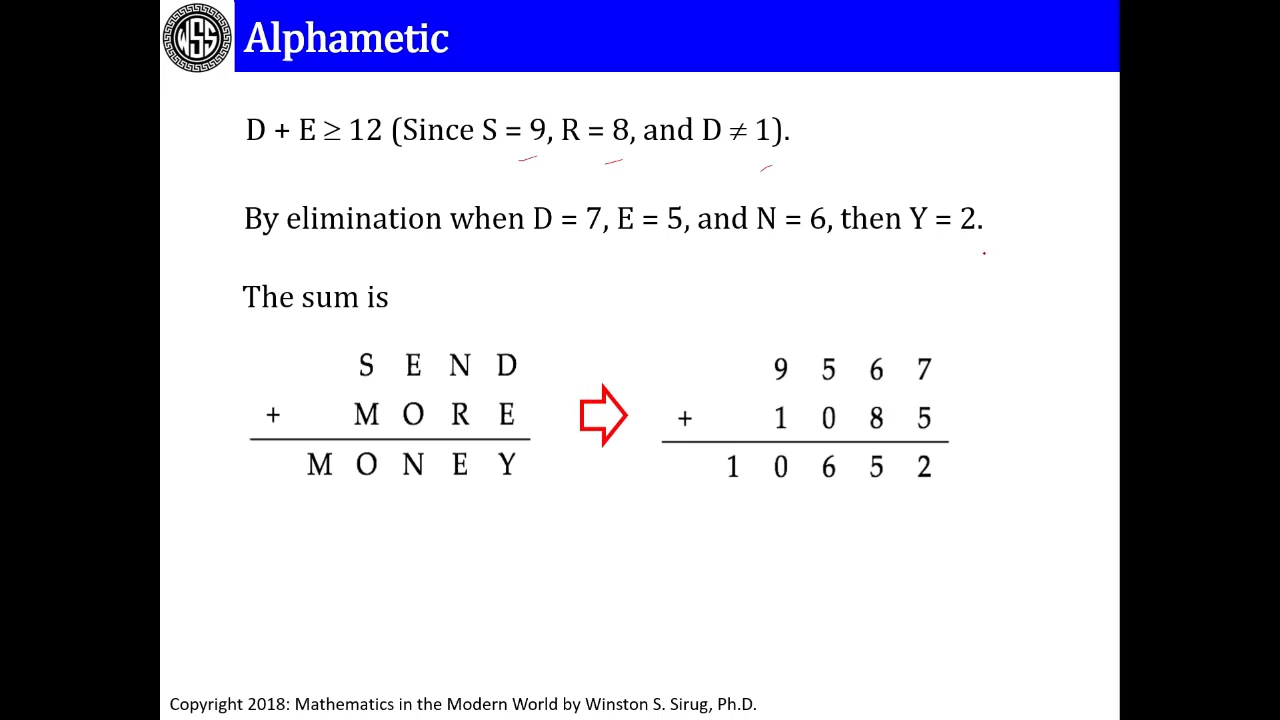 WSS Alphametic
D + E ≥ 12 (Since S = 9, R = 8, and D ≠ 1).
By elimination when D = 7, E = 5, and N = 6, then Y = 2.
The sum is
S E N D
+ M O R E
M O N E Y
9 5 6 7
+ 1 0 8 5
1 0 6 5 2
Copyright 2018: Mathematics in the Modern World by Winston S. Sirug, Ph.D.